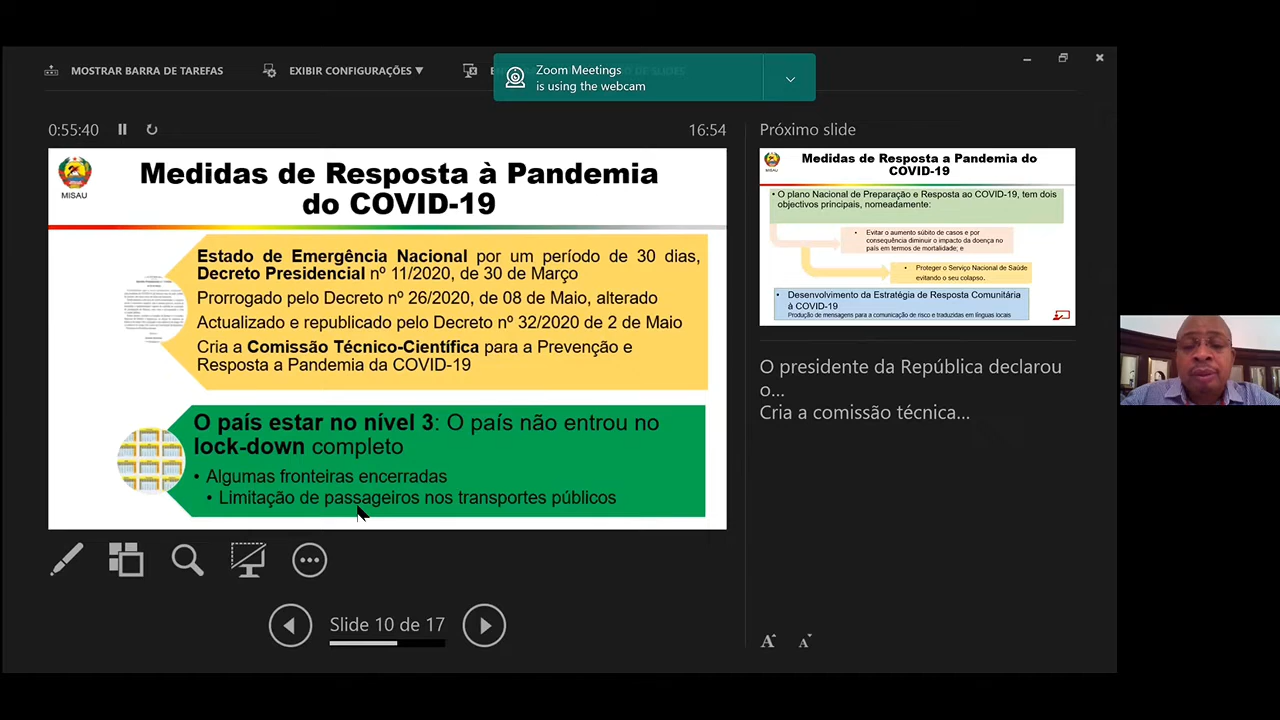 MOSTRAR BARRA DE TAREFAS
EXIBIR CONFIGURAÇÕES ▼
Zoom Meetings
is using the webcam
0:55:40
16:54
MISAU
Medidas de Resposta à Pandemia
do COVID-19
Estado de Emergência Nacional por um período de 30 dias,
Decreto Presidencial nº 11/2020, de 30 de Março
Prorrogado pelo Decreto nº 26/2020, de 08 de Maio, alterado
Actualizado e republicado pelo Decreto nº 32/2020 de 2 de Maio
Cria a Comissão Técnico-Científica para a Prevenção e
Resposta a Pandemia da COVID-19
O país estar no nível 3: O país não entrou no
lock-down completo
• Algumas fronteiras encerradas
• Limitação de passageiros nos transportes públicos
Slide 10 de 17
Próximo slide
MISAU
Medidas de Resposta a Pandemia do
COVID-19
• O plano Nacional de Preparação e Resposta ao COVID-19, tem dois
objectivos principais, nomeadamente:
• Evitar o aumento súbito de casos e por
consequência diminuir o impacto da doença no
país em termos de mortalidade; e
• Proteger o Serviço Nacional de Saúde
evitando o seu colapso.
• Desenvolvimento da Estratégia de Resposta Comunitária
à COVID-19
Produção de mensagens para a comunicação de risco e traduzidas em línguas locais
O presidente da República declarou
o...
Cria a comissão técnica...
A A